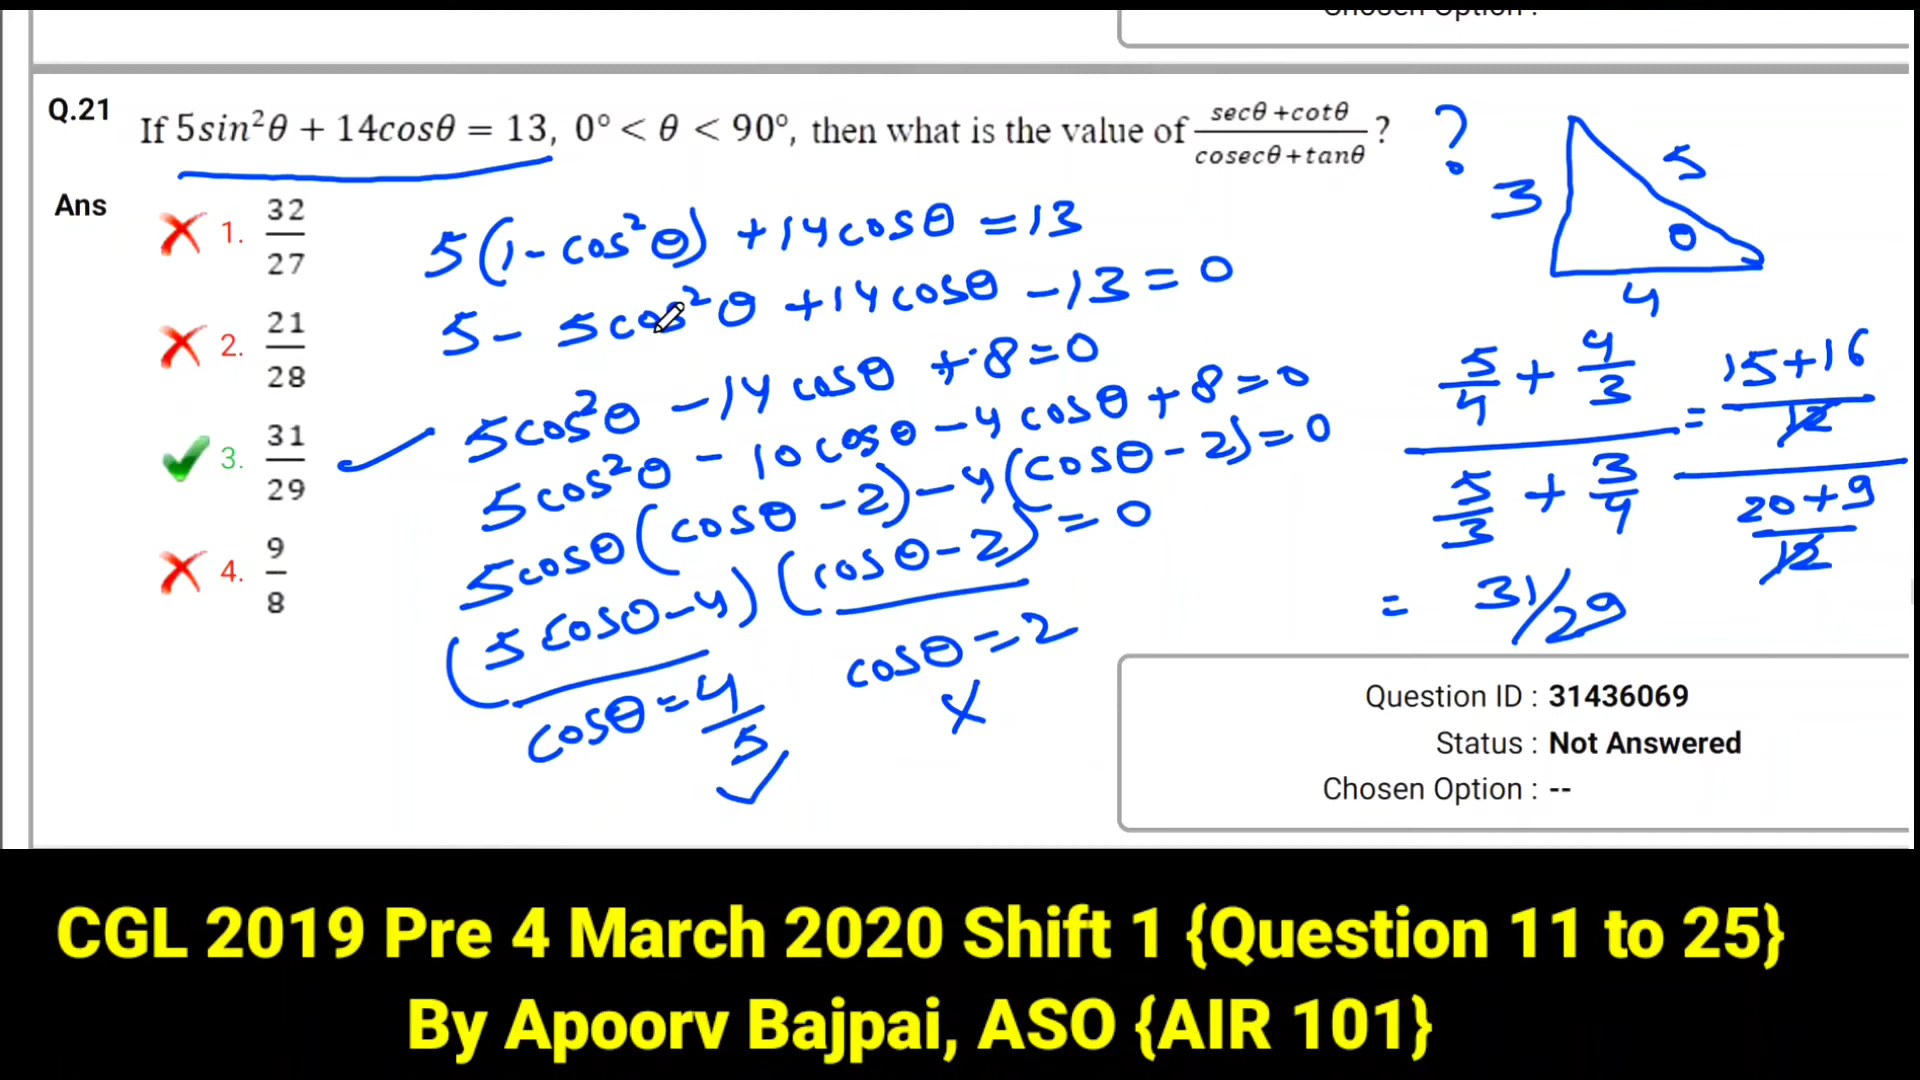 Q.21 If 5sin²θ + 14cosθ = 13, 0° < θ < 90°, then what is the value of (secθ+cotθ)/(cosecθ+tanθ)? ?
Ans
1. 32/27
2. 21/28
3. 31/29
4. 9/8
5(1-cos²θ) +14cosθ =13
5 - 5cos²θ +14cosθ -13 = 0
5cos²θ -14cosθ +8=0
5cos²θ - 10cosθ -4cosθ +8=0
5cosθ(cosθ -2) -4(cosθ -2)=0
(5cosθ-4)(cosθ-2) =0
cosθ=4/5
cosθ=2
X
3
5
θ
4
(5/4 + 4/3)/(5/3 + 3/4) = ((15+16)/12)/((20+9)/12)
= 31/29
Question ID : 31436069
Status : Not Answered
Chosen Option : --
CGL 2019 Pre 4 March 2020 Shift 1 {Question 11 to 25}
By Apoorv Bajpai, ASO {AIR 101}